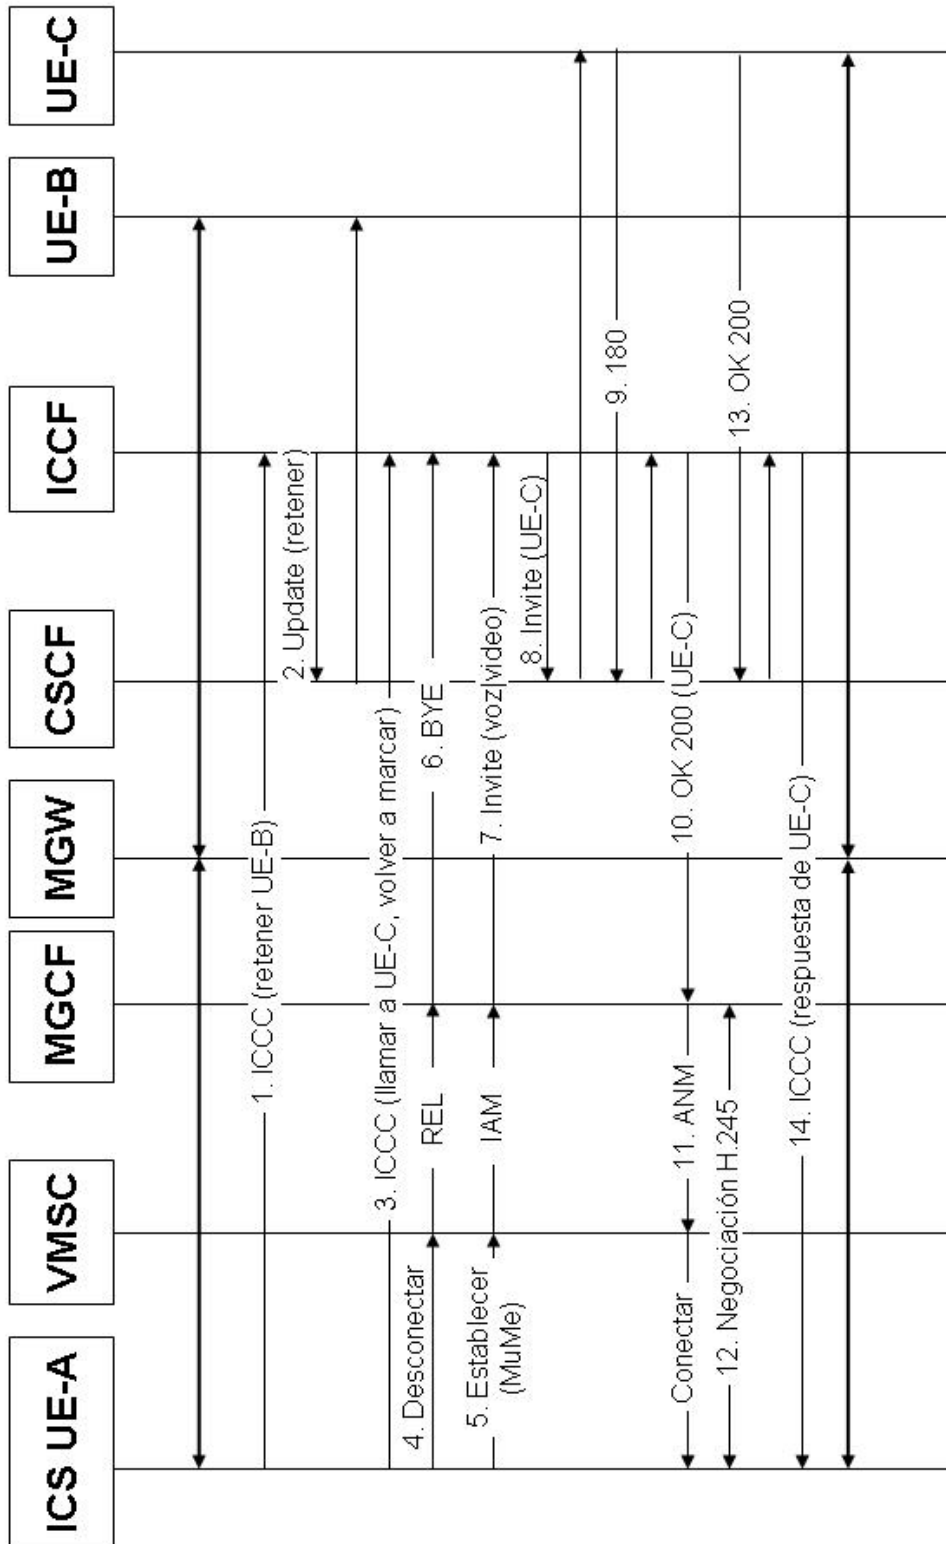 ICS UE-A
VMSC
MGCF
MGW
CSCF
ICCF
UE-B
UE-C
1. ICCC (retener UE-B)
2. Update (retener)
3. ICCC (llamar a UE-C, volver a marcar)
4. Desconectar
REL
6. BYE
5. Establecer
(MuMe)
IAM
7. Invite (voz|video)
8. Invite (UE-C)
9. 180
Conectar
11. ANM
10. OK 200 (UE-C)
12. Negociación H.245
13. OK 200
14. ICCC (respuesta de UE-C)